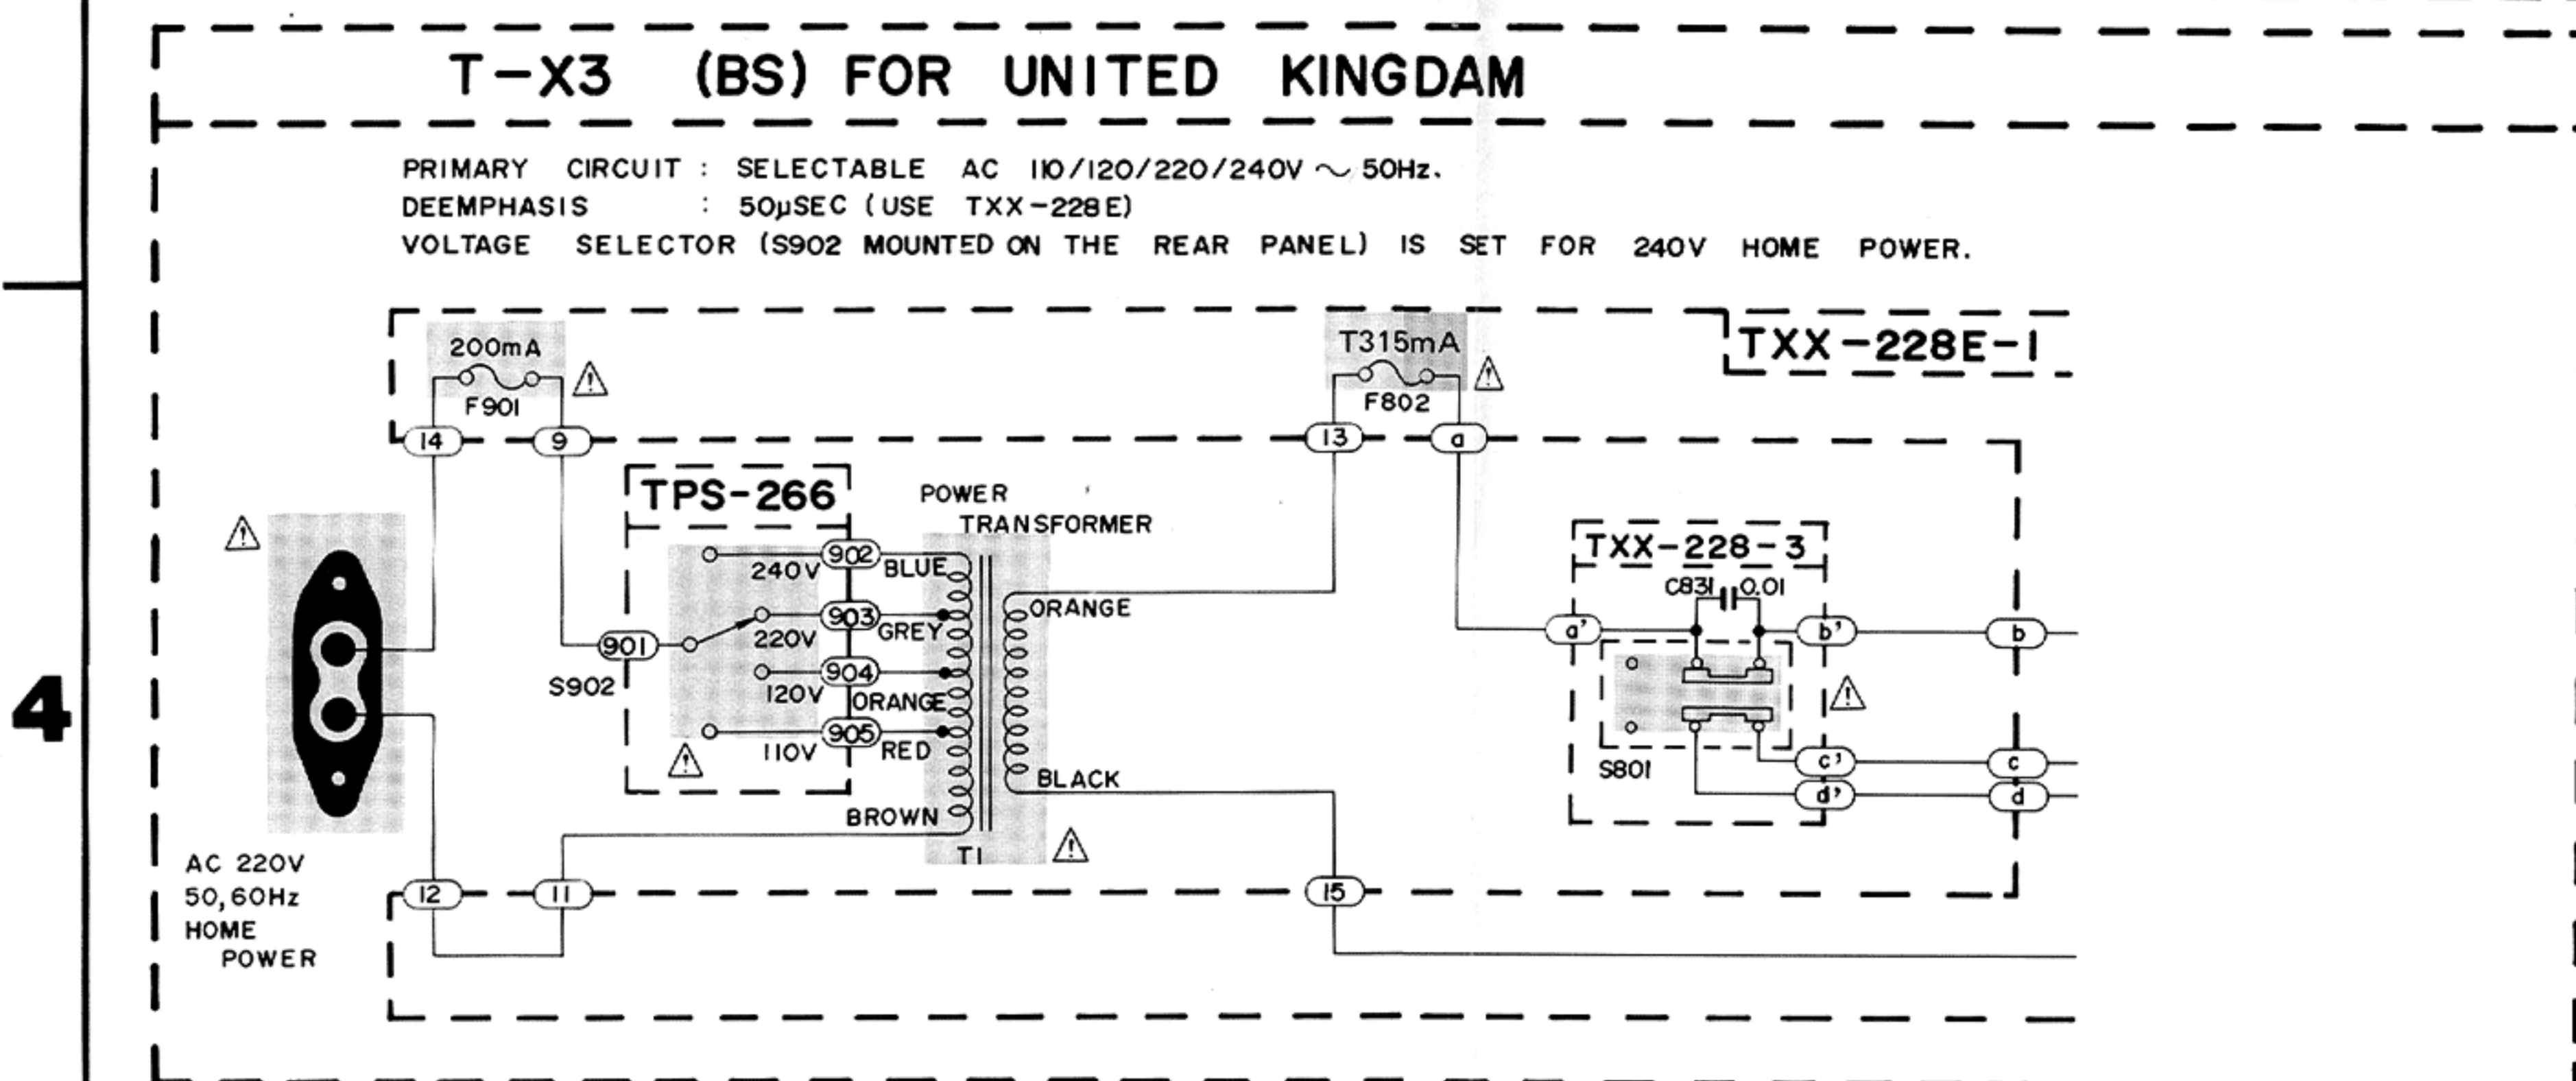 T-X3 (BS) FOR UNITED KINGDAM
PRIMARY CIRCUIT : SELECTABLE AC 110/120/220/240V ～ 50Hz.
DEEMPHASIS : 50µSEC (USE TXX-228E)
VOLTAGE SELECTOR (S902 MOUNTED ON THE REAR PANEL) IS SET FOR 240V HOME POWER.
TXX-228E-1
200mA
F901
T315mA
F802
14
9
13
a
TPS-266
POWER
TRANSFORMER
902
240V
BLUE
903
220V
GREY
901
S902
904
120V
ORANGE
905
110V
RED
BROWN
T1
ORANGE
BLACK
TXX-228-3
C831 0.01
a'
b'
b
S801
c'
c
d'
d
4
AC 220V
50,60Hz
HOME
POWER
12
11
15